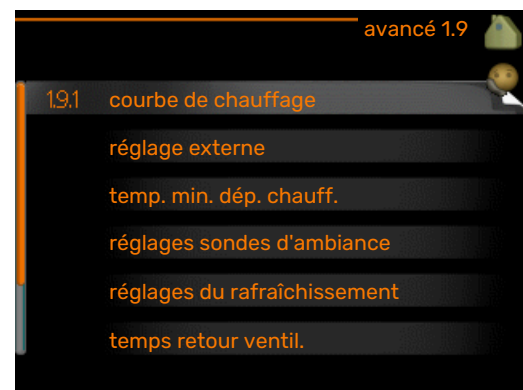 avancé 1.9
1.9.1 courbe de chauffage
réglage externe
temp. min. dép. chauff.
réglages sondes d'ambiance
réglages du rafraîchissement
temps retour ventil.